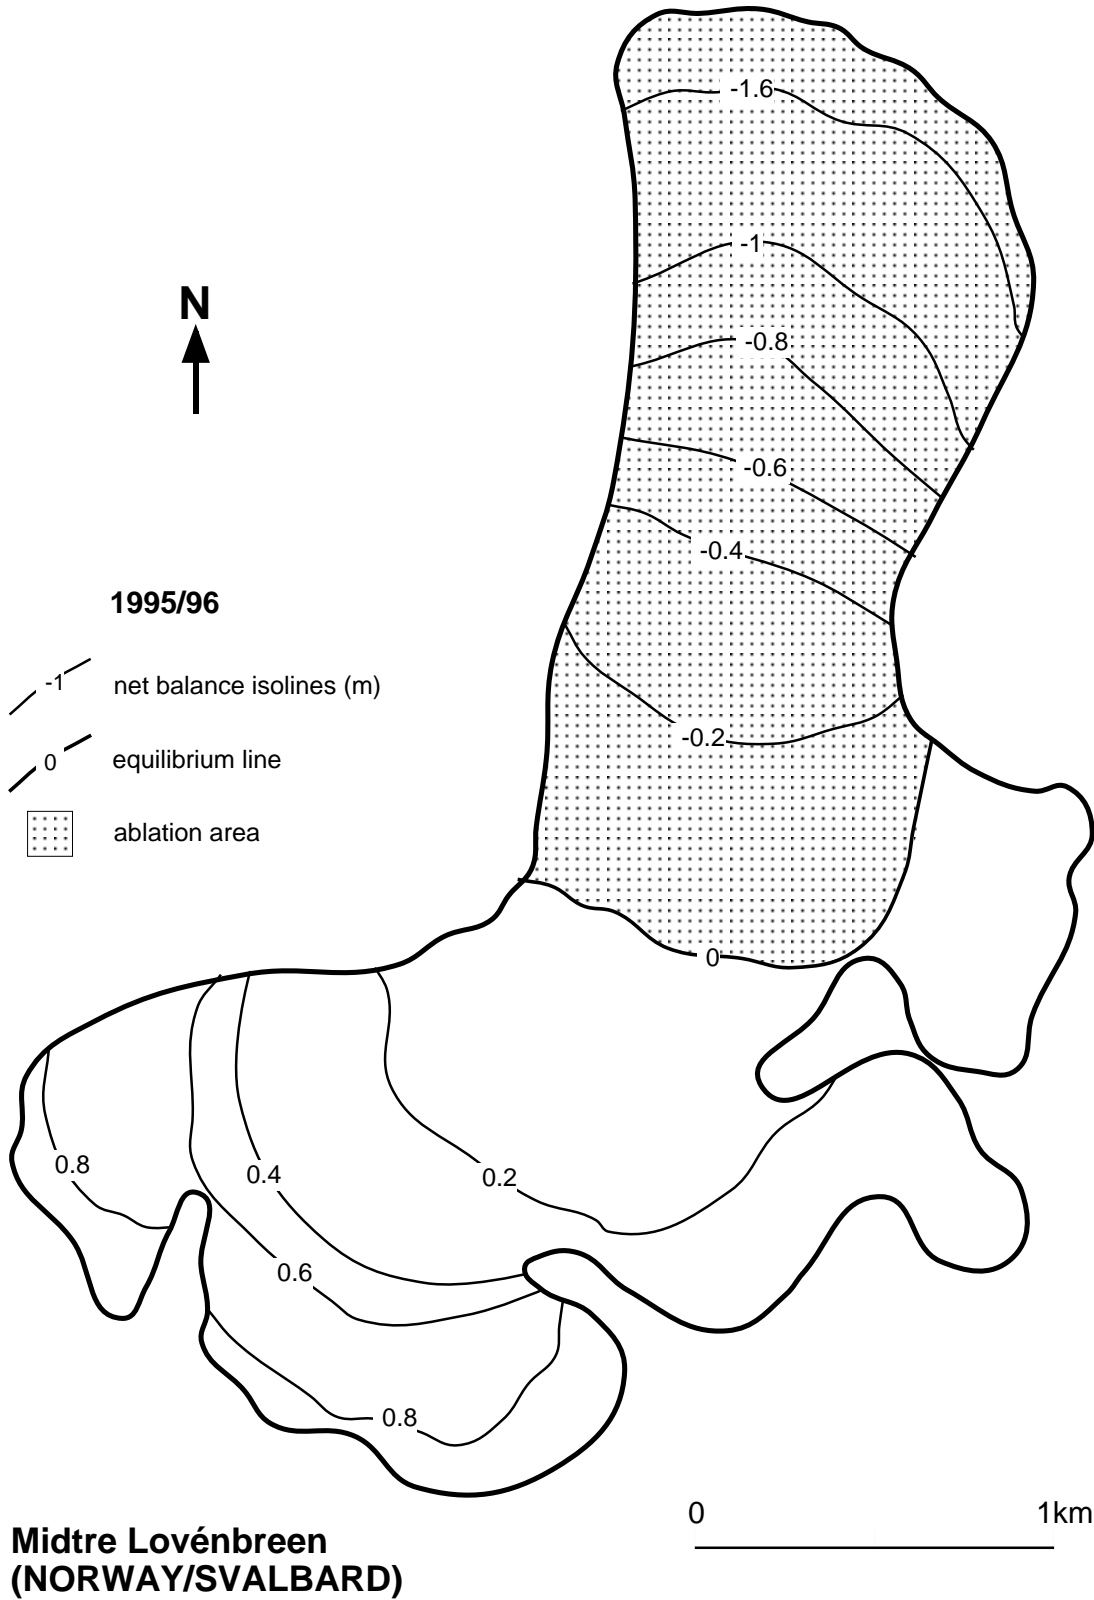 -1.6
-1
N
-0.8
-0.6
-0.4
1995/96
-1 net balance isolines (m)
-0.2
0 equilibrium line
ablation area
0
0.8
0.4
0.2
0.6
0.8
0 1km
Midtre Lovénbreen
(NORWAY/SVALBARD)